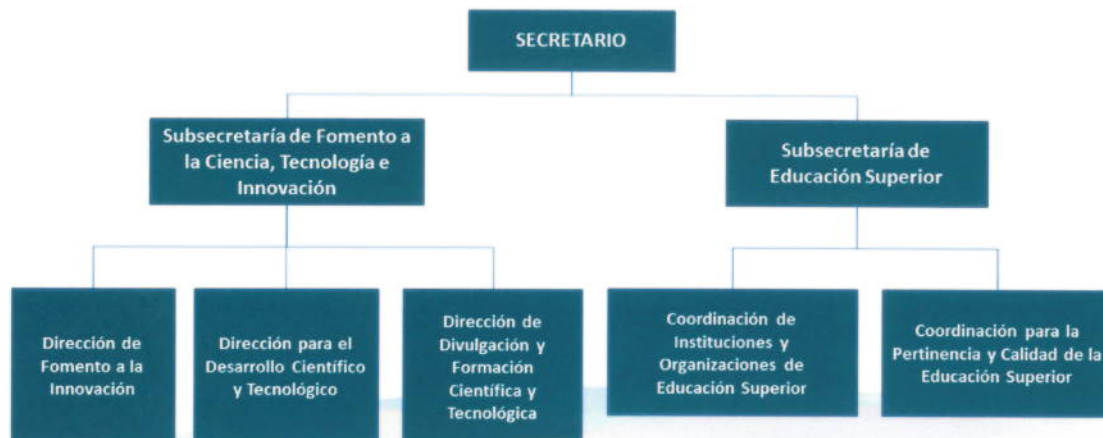 SECRETARIO
Subsecretaría de Fomento a
la Ciencia, Tecnología e
Innovación
Subsecretaría de
Educación Superior
Dirección de
Fomento a la
Innovación
Dirección para el
Desarrollo Científico
y Tecnológico
Dirección de
Divulgación y
Formación
Científica y
Tecnológica
Coordinación de
Instituciones y
Organizaciones de
Educación Superior
Coordinación para la
Pertinencia y Calidad de la
Educación Superior